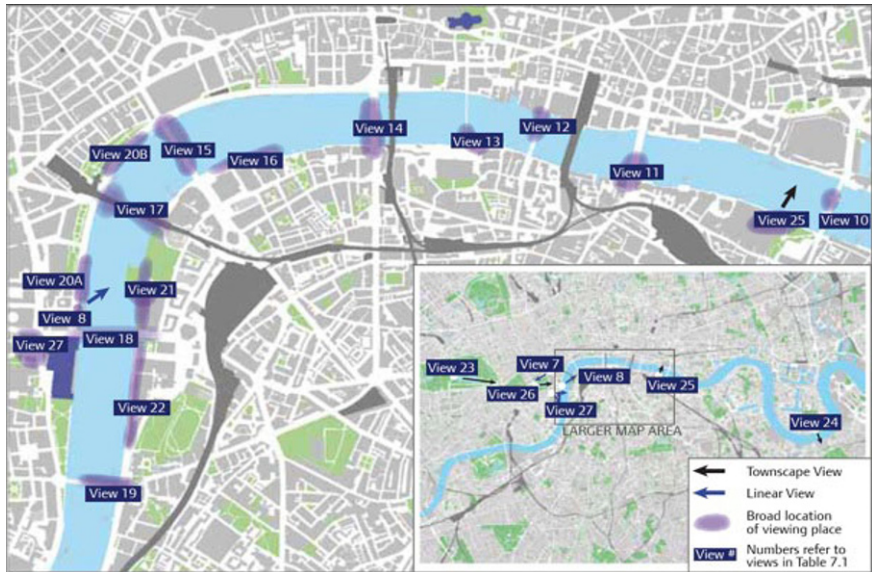 View 14
View 12
View 20B
View 15
View 16
View 13
View 11
View 17
View 25
View 10
View 20A
View 21
View 8
View 27
View 18
View 22
View 19
View 23
View 7
View 8
View 26
View 25
View 27
LARGER MAP AREA
View 24
Townscape View
Linear View
Broad location
of viewing place
View #
Numbers refer to
views in Table 7.1